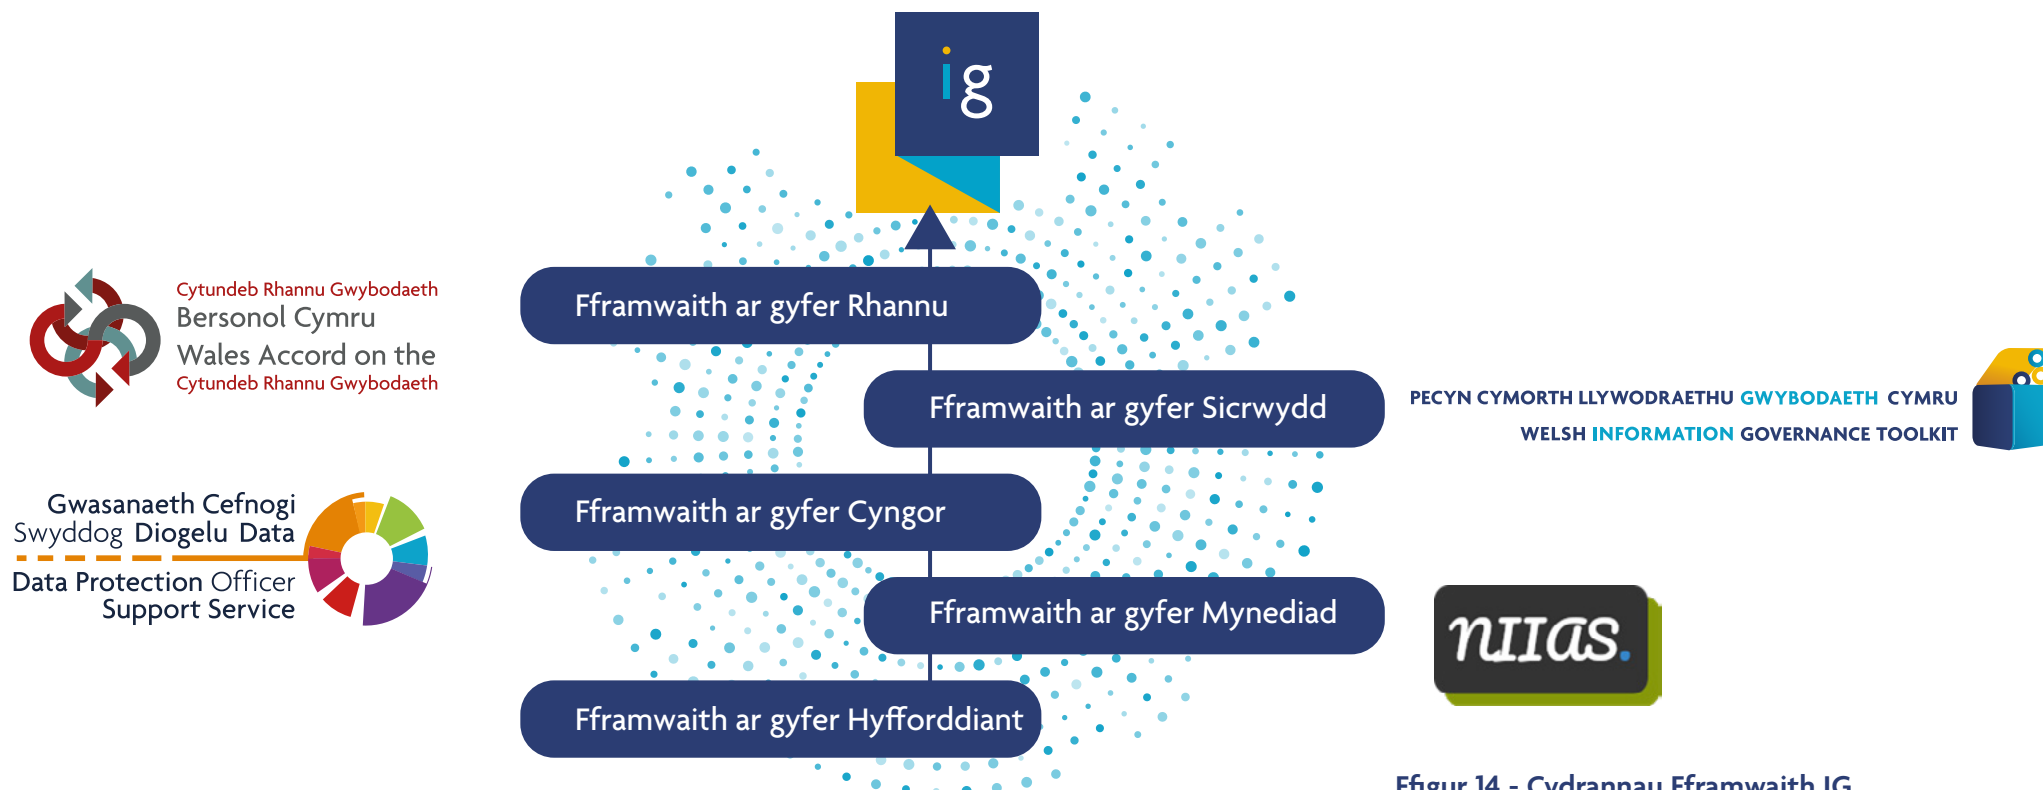 ig
Fframwaith ar gyfer Rhannu
Cytundeb Rhannu Gwybodaeth
Bersonol Cymru
Wales Accord on the
Cytundeb Rhannu Gwybodaeth
Fframwaith ar gyfer Sicrwydd
PECYN CYMORTH LLYWODRAETHU GWYBODAETH CYMRU
WELSH INFORMATION GOVERNANCE TOOLKIT
Fframwaith ar gyfer Cyngor
Gwasanaeth Cefnogi
Swyddog Diogelu Data
Data Protection Officer
Support Service
Fframwaith ar gyfer Mynediad
NIIAS.
Fframwaith ar gyfer Hyfforddiant
Ffigur 14 - Cydrannau Fframwaith IG